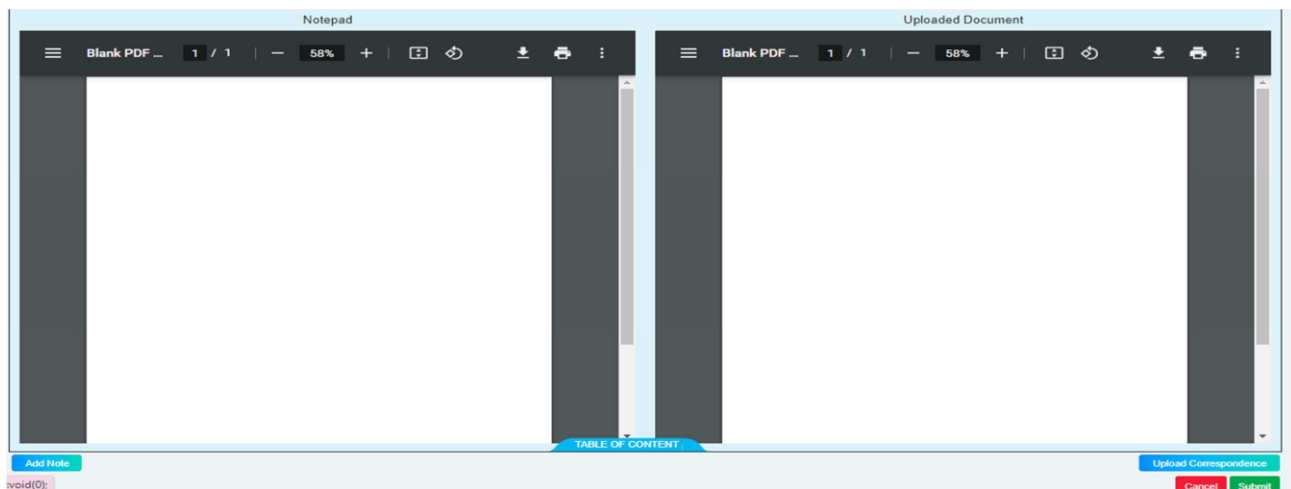 Notepad
Uploaded Document
Blank PDF ... 1 / 1 58%
Blank PDF ... 1 / 1 58%
TABLE OF CONTENT
Add Note
Upload Correspondence
:void(0);
Cancel Submit